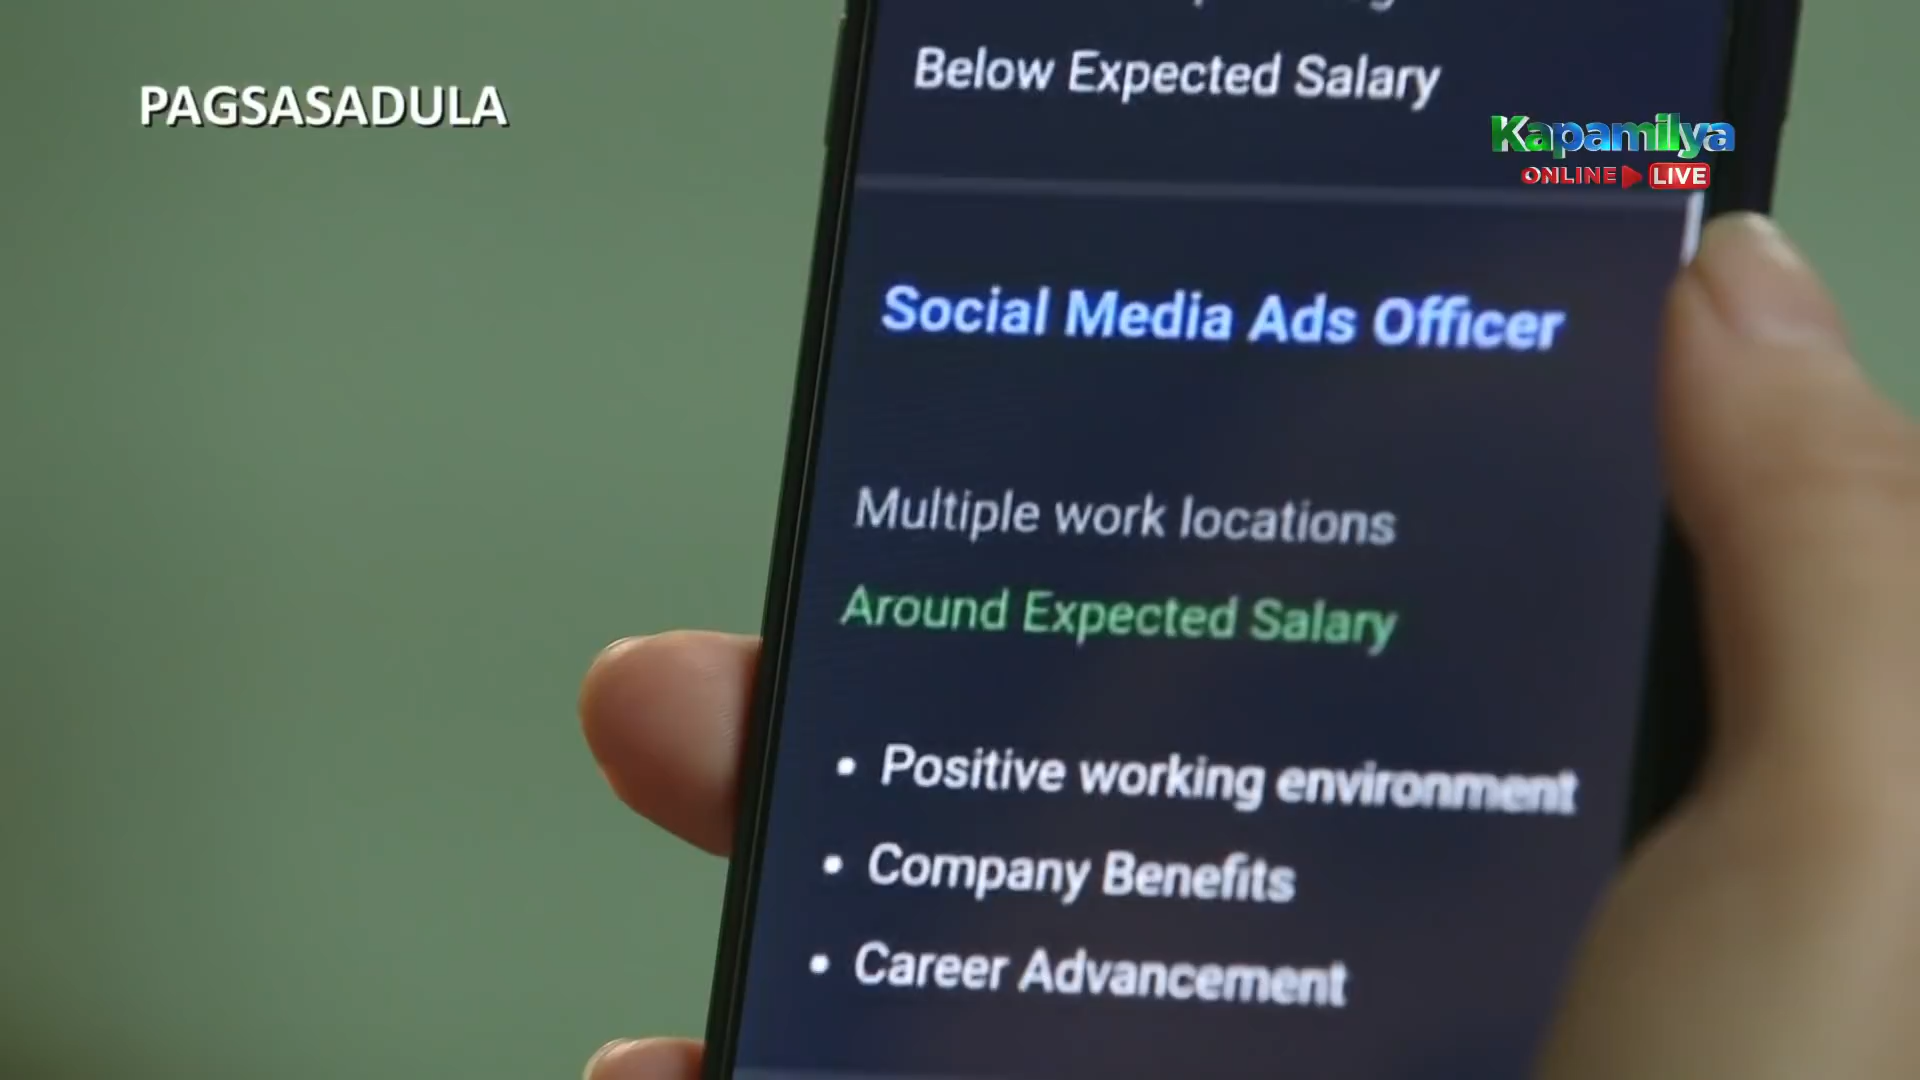 PAGSASADULA
Below Expected Salary
Kapamilya
ONLINE LIVE
Social Media Ads Officer
Multiple work locations
Around Expected Salary
• Positive working environment
• Company Benefits
• Career Advancement